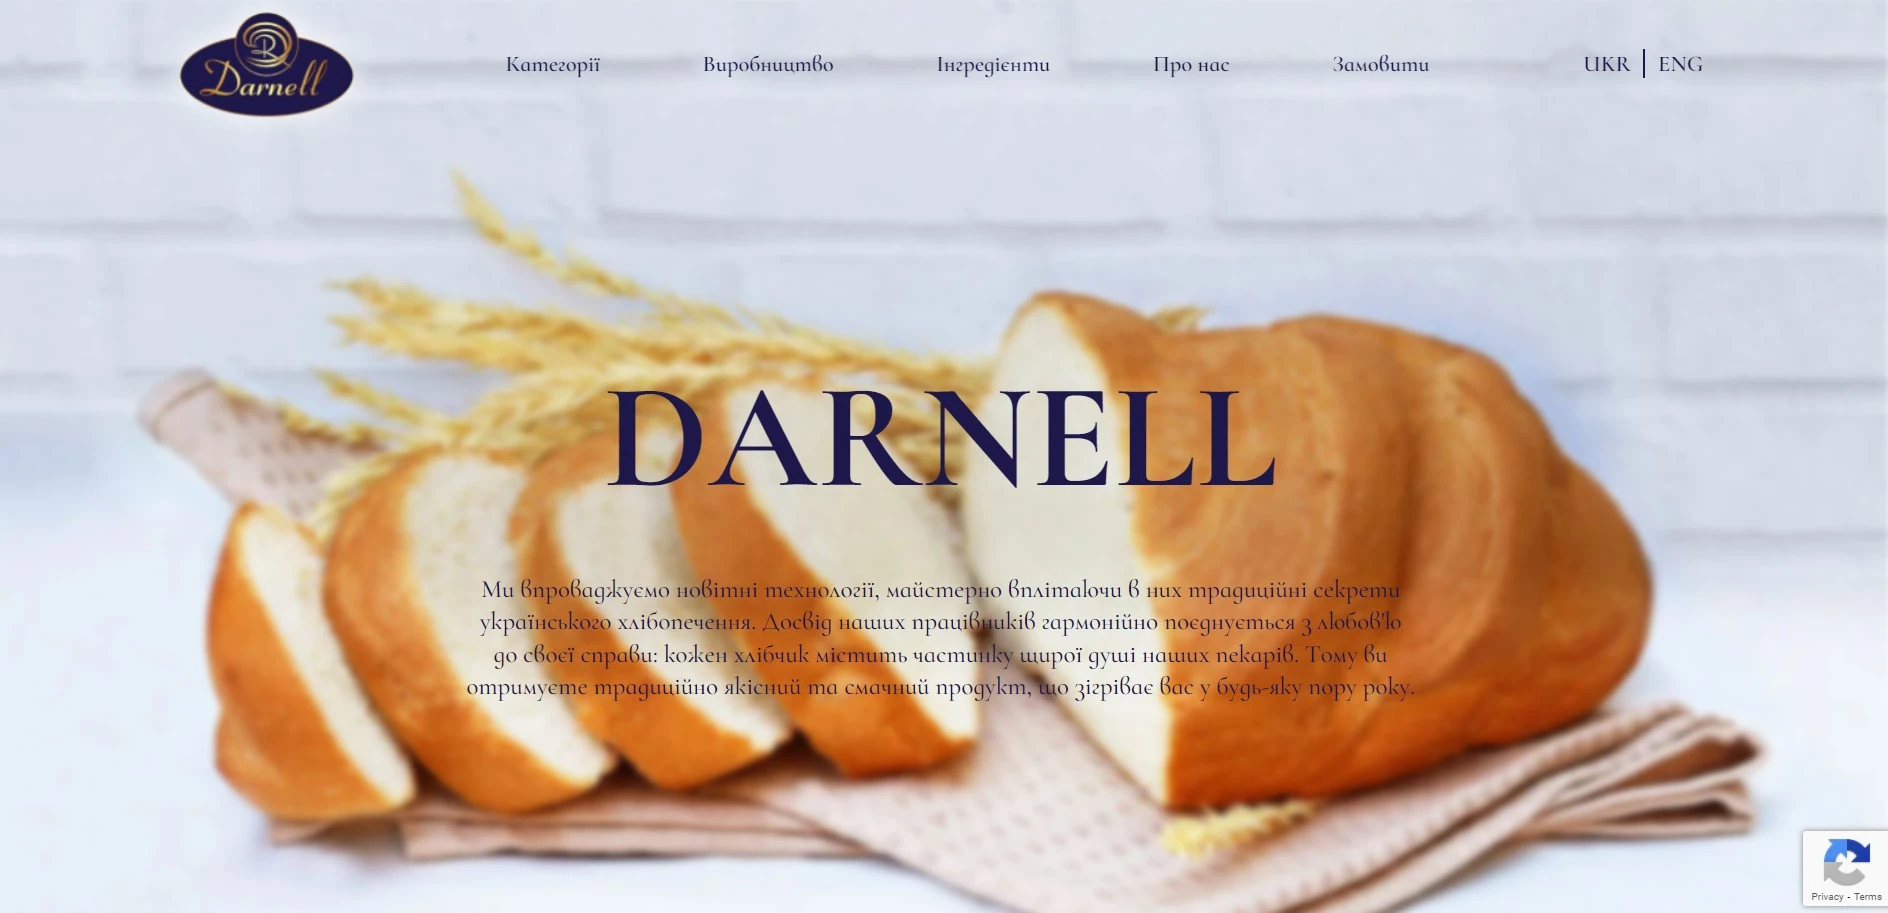 Darnell
Категорії
Виробництво
Інгредієнти
Про нас
Замовити
UKR | ENG
DARNELL
Ми впроваджуємо новітні технології, майстерно вплітаючи в них традиційні секрети
українського хлібопечення. Досвід наших працівників гармонійно поєднується з любов'ю
до своєї справи: кожен хлібчик містить частинку щирої душі наших пекарів. Тому ви
отримуєте традиційно якісний та смачний продукт, що зігріває вас у будь-яку пору року.
Privacy - Terms